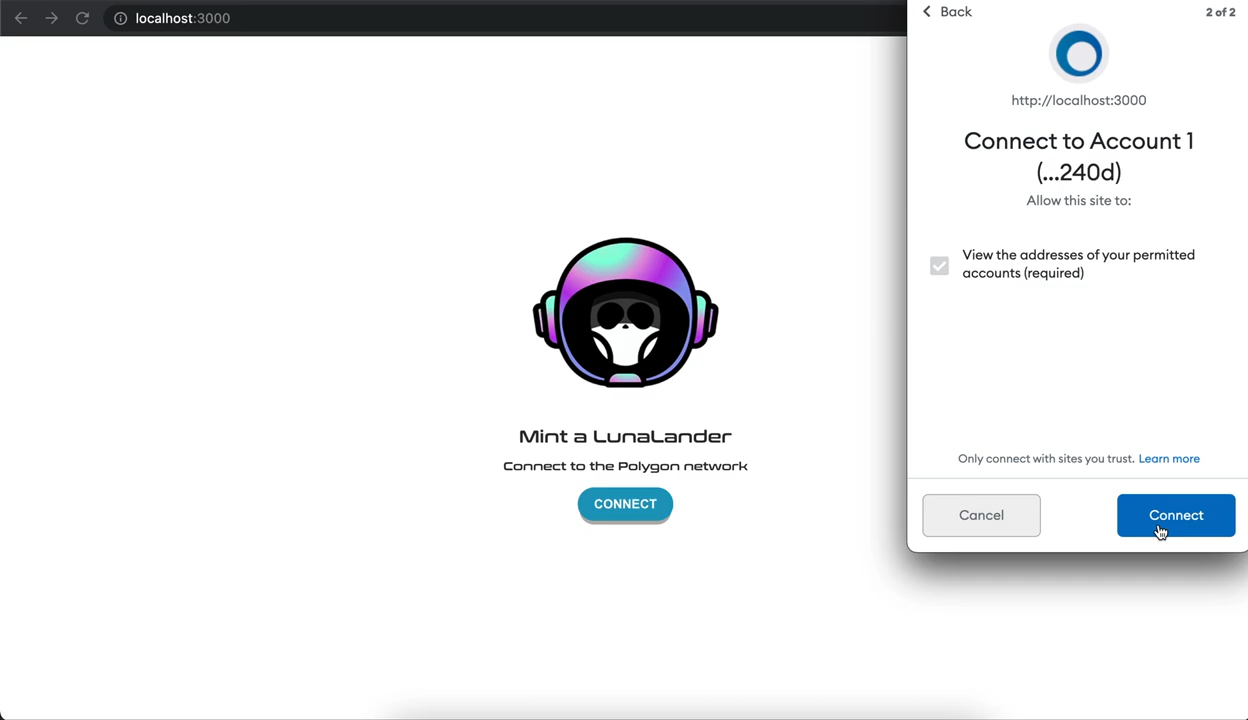 localhost:3000
Back
2 of 2
http://localhost:3000
Connect to Account 1
(...240d)
Allow this site to:
View the addresses of your permitted
accounts (required)
Only connect with sites you trust. Learn more
Cancel
Connect
Mint a LunaLander
Connect to the Polygon network
CONNECT